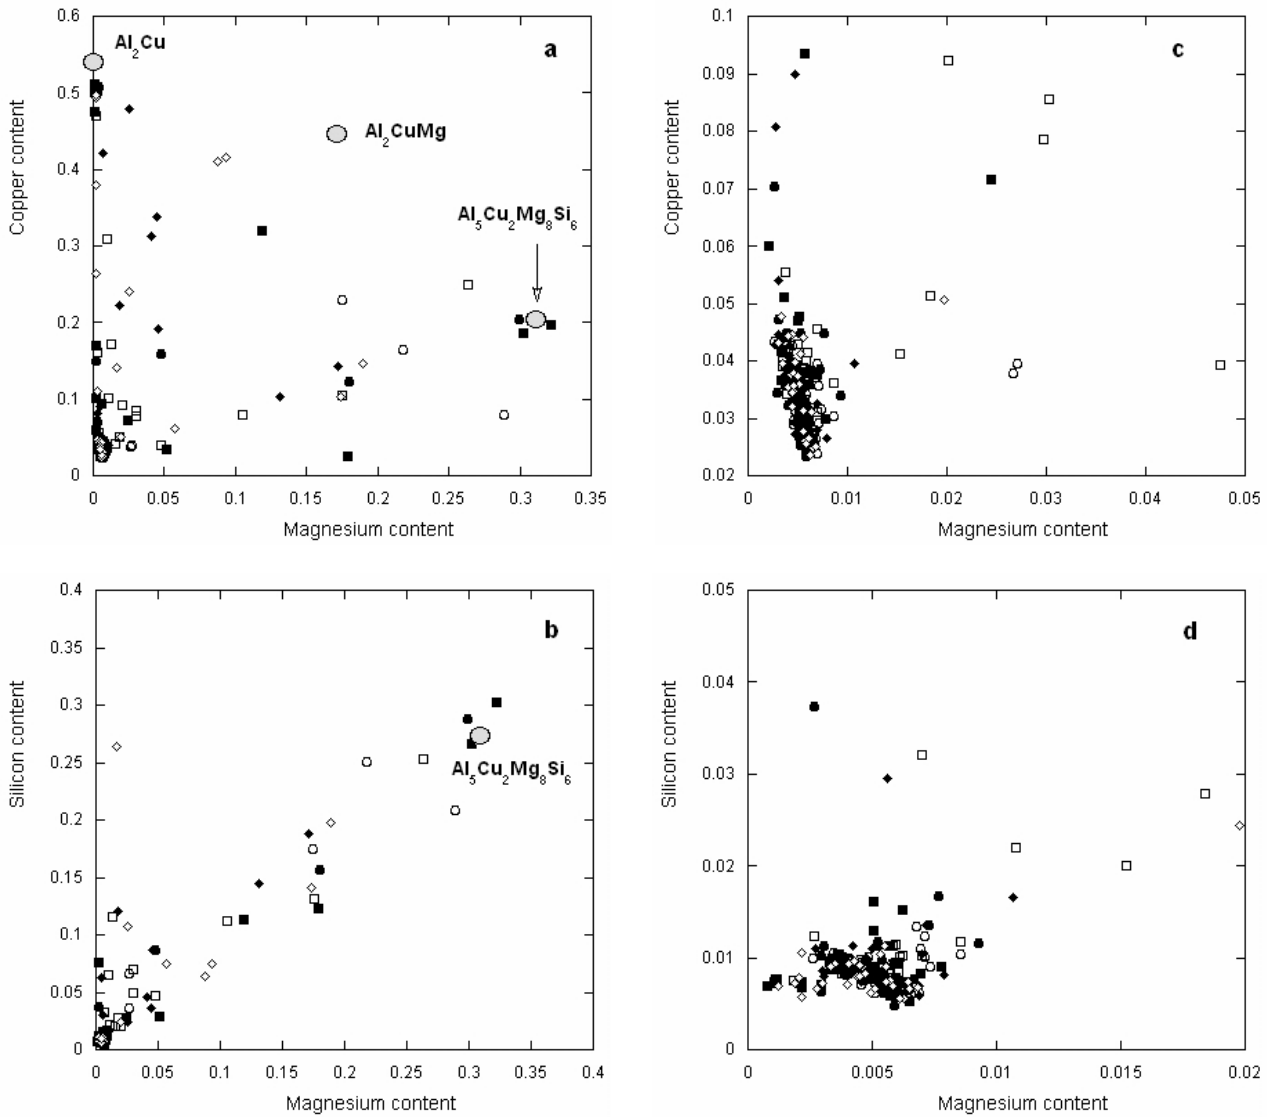 a
Al2Cu
Al2CuMg
Al5Cu2Mg8Si6
0.6
0.5
0.4
0.3
0.2
0.1
0
Copper content
0 0.05 0.1 0.15 0.2 0.25 0.3 0.35
Magnesium content
c
0.1
0.09
0.08
0.07
0.06
0.05
0.04
0.03
0.02
Copper content
0 0.01 0.02 0.03 0.04 0.05
Magnesium content
b
0.4
0.35
0.3
0.25
0.2
0.15
0.1
0.05
0
Silicon content
Al5Cu2Mg8Si6
0 0.05 0.1 0.15 0.2 0.25 0.3 0.35 0.4
Magnesium content
d
0.05
0.04
0.03
0.02
0.01
0
Silicon content
0 0.005 0.01 0.015 0.02
Magnesium content